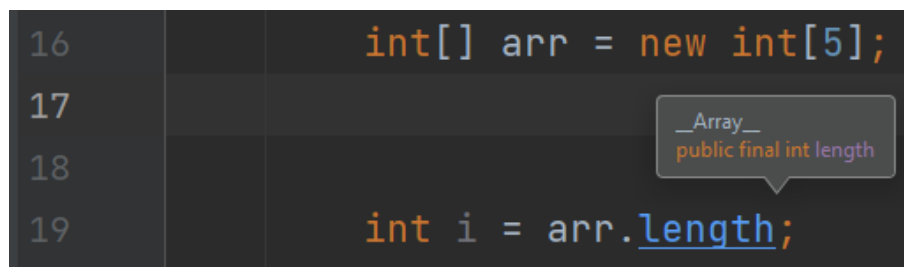 16 int[] arr = new int[5];
17
__Array__
public final int length
18
19 int i = arr.length;